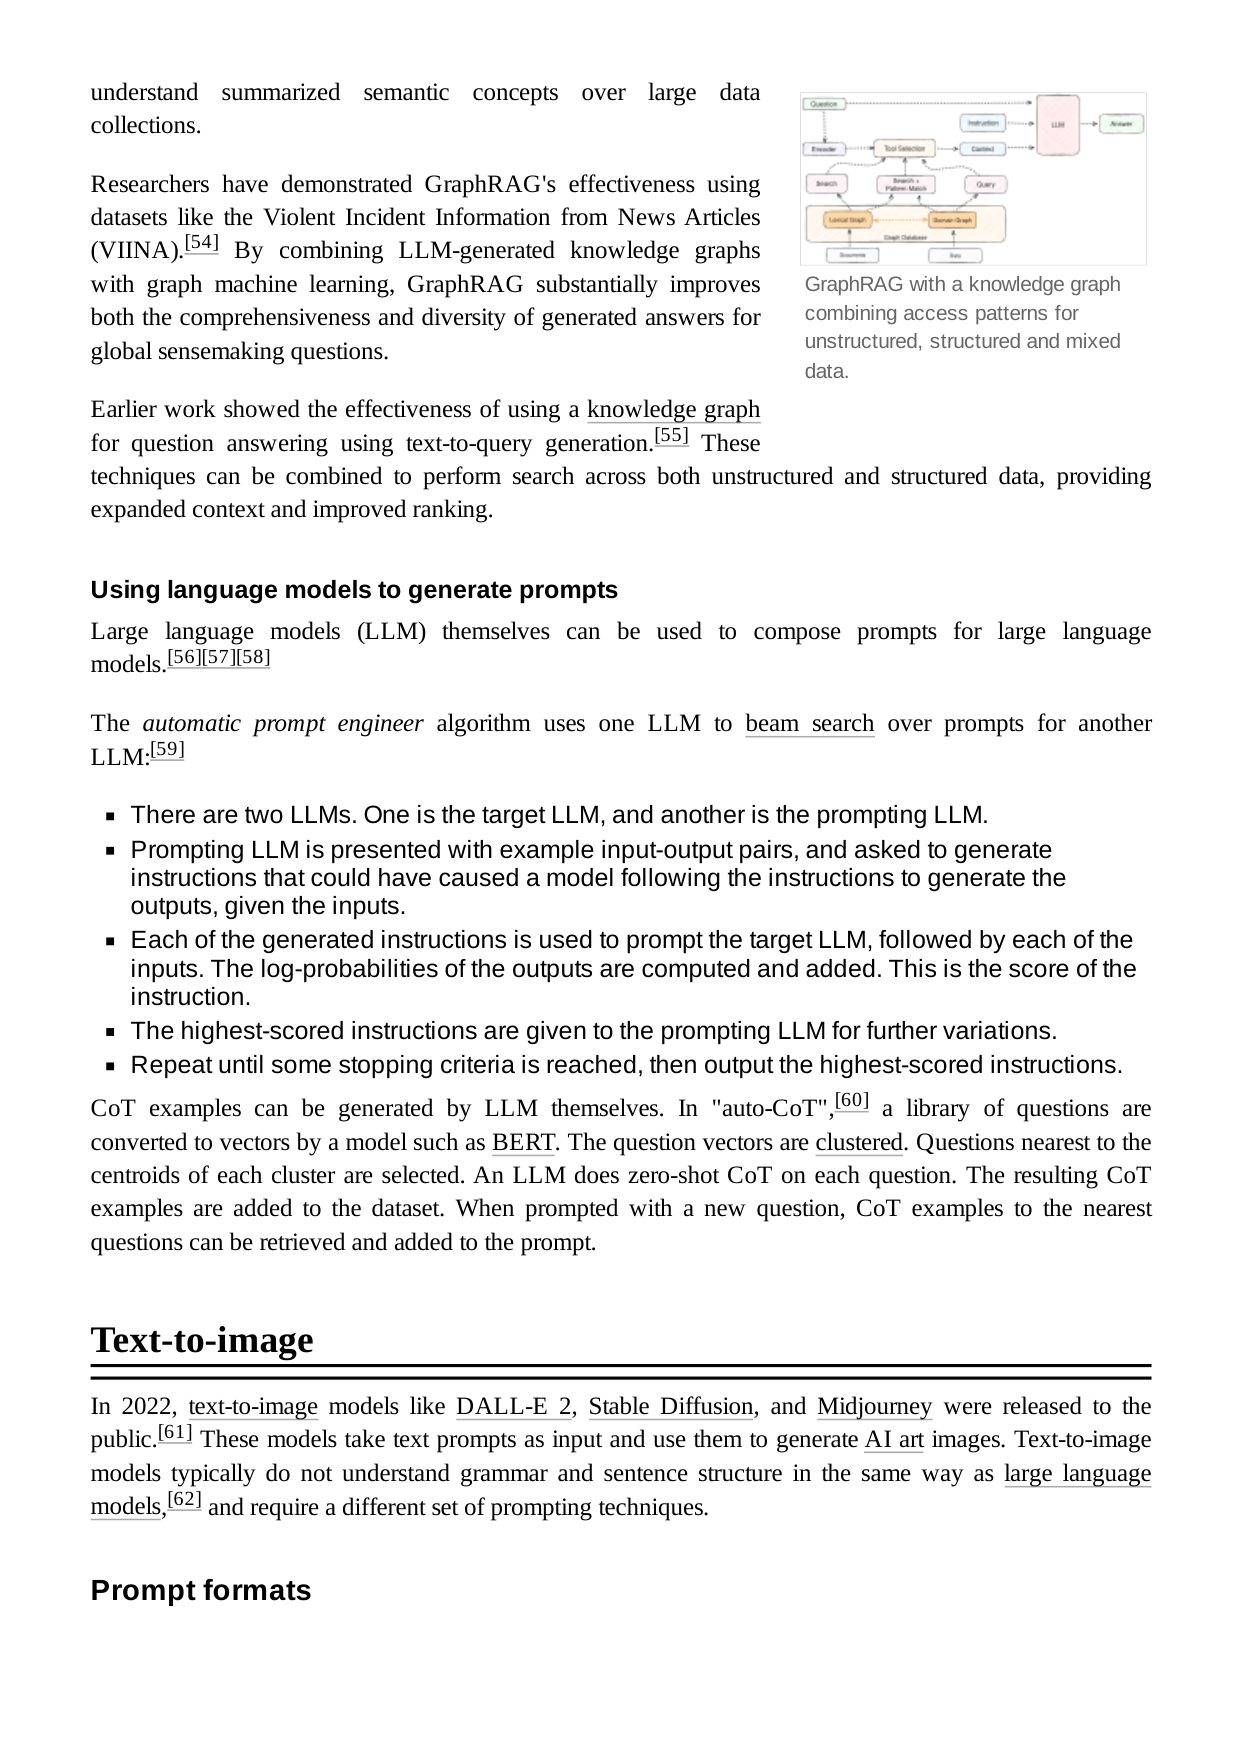 understand summarized semantic concepts over large data
collections.
Researchers have demonstrated GraphRAG's effectiveness using
datasets like the Violent Incident Information from News Articles
(VIINA).[54] By combining LLM-generated knowledge graphs
with graph machine learning, GraphRAG substantially improves
both the comprehensiveness and diversity of generated answers for
global sensemaking questions.
Question
LLM
Instruction
Answer
Encoder
Tool Selection
Context
Search
Search +
Pattern Match
Query
Lexical Graph
Domain Graph
Graph Database
Documents
GraphRAG with a knowledge graph
combining access patterns for
unstructured, structured and mixed
data.
Earlier work showed the effectiveness of using a knowledge graph
for question answering using text-to-query generation.[55] These
techniques can be combined to perform search across both unstructured and structured data, providing
expanded context and improved ranking.
Using language models to generate prompts
Large language models (LLM) themselves can be used to compose prompts for large language
models.[56][57][58]
The automatic prompt engineer algorithm uses one LLM to beam search over prompts for another
LLM:[59]
▪ There are two LLMs. One is the target LLM, and another is the prompting LLM.
▪ Prompting LLM is presented with example input-output pairs, and asked to generate
instructions that could have caused a model following the instructions to generate the
outputs, given the inputs.
▪ Each of the generated instructions is used to prompt the target LLM, followed by each of the
inputs. The log-probabilities of the outputs are computed and added. This is the score of the
instruction.
▪ The highest-scored instructions are given to the prompting LLM for further variations.
▪ Repeat until some stopping criteria is reached, then output the highest-scored instructions.
CoT examples can be generated by LLM themselves. In "auto-CoT",[60] a library of questions are
converted to vectors by a model such as BERT. The question vectors are clustered. Questions nearest to the
centroids of each cluster are selected. An LLM does zero-shot CoT on each question. The resulting CoT
examples are added to the dataset. When prompted with a new question, CoT examples to the nearest
questions can be retrieved and added to the prompt.
Text-to-image
In 2022, text-to-image models like DALL-E 2, Stable Diffusion, and Midjourney were released to the
public.[61] These models take text prompts as input and use them to generate AI art images. Text-to-image
models typically do not understand grammar and sentence structure in the same way as large language
models,[62] and require a different set of prompting techniques.
Prompt formats